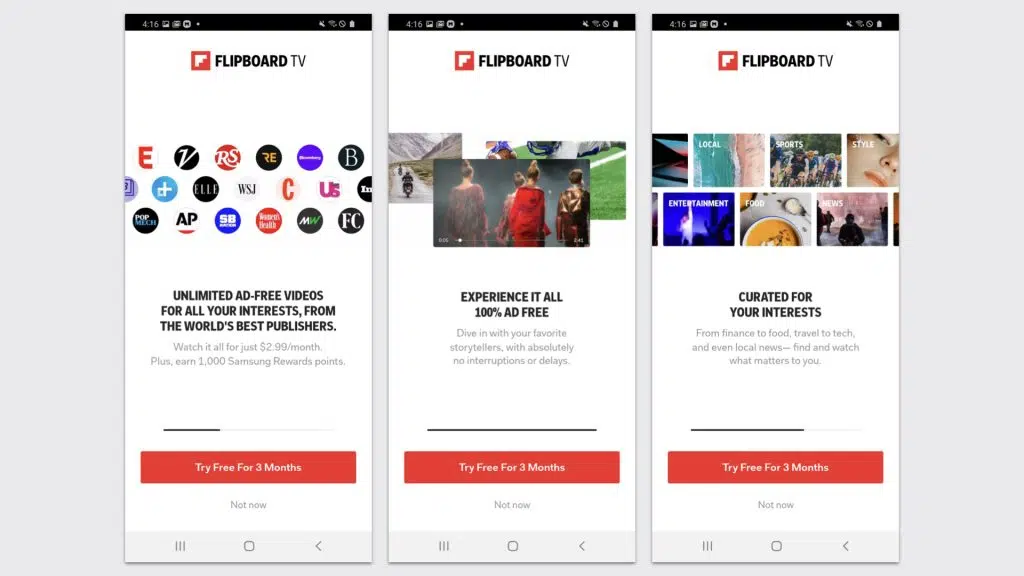 4:16
FLIPBOARD TV
E
V
RS
RE
Bloomberg
B
ELLE
WSJ
C
Us
In
POP
MECH
AP
SB
NATION
Women's
Health
MW
FC
UNLIMITED AD-FREE VIDEOS
FOR ALL YOUR INTERESTS, FROM
THE WORLD'S BEST PUBLISHERS.
Watch it all for just $2.99/month.
Plus, earn 1,000 Samsung Rewards points.
Try Free For 3 Months
Not now
4:16
FLIPBOARD TV
0:05
2:41
EXPERIENCE IT ALL
100% AD FREE
Dive in with your favorite
storytellers, with absolutely
no interruptions or delays.
Try Free For 3 Months
Not now
4:16
FLIPBOARD TV
LOCAL
SPORTS
STYLE
ENTERTAINMENT
FOOD
NEWS
CURATED FOR
YOUR INTERESTS
From finance to food, travel to tech,
and even local news— find and watch
what matters to you.
Try Free For 3 Months
Not now